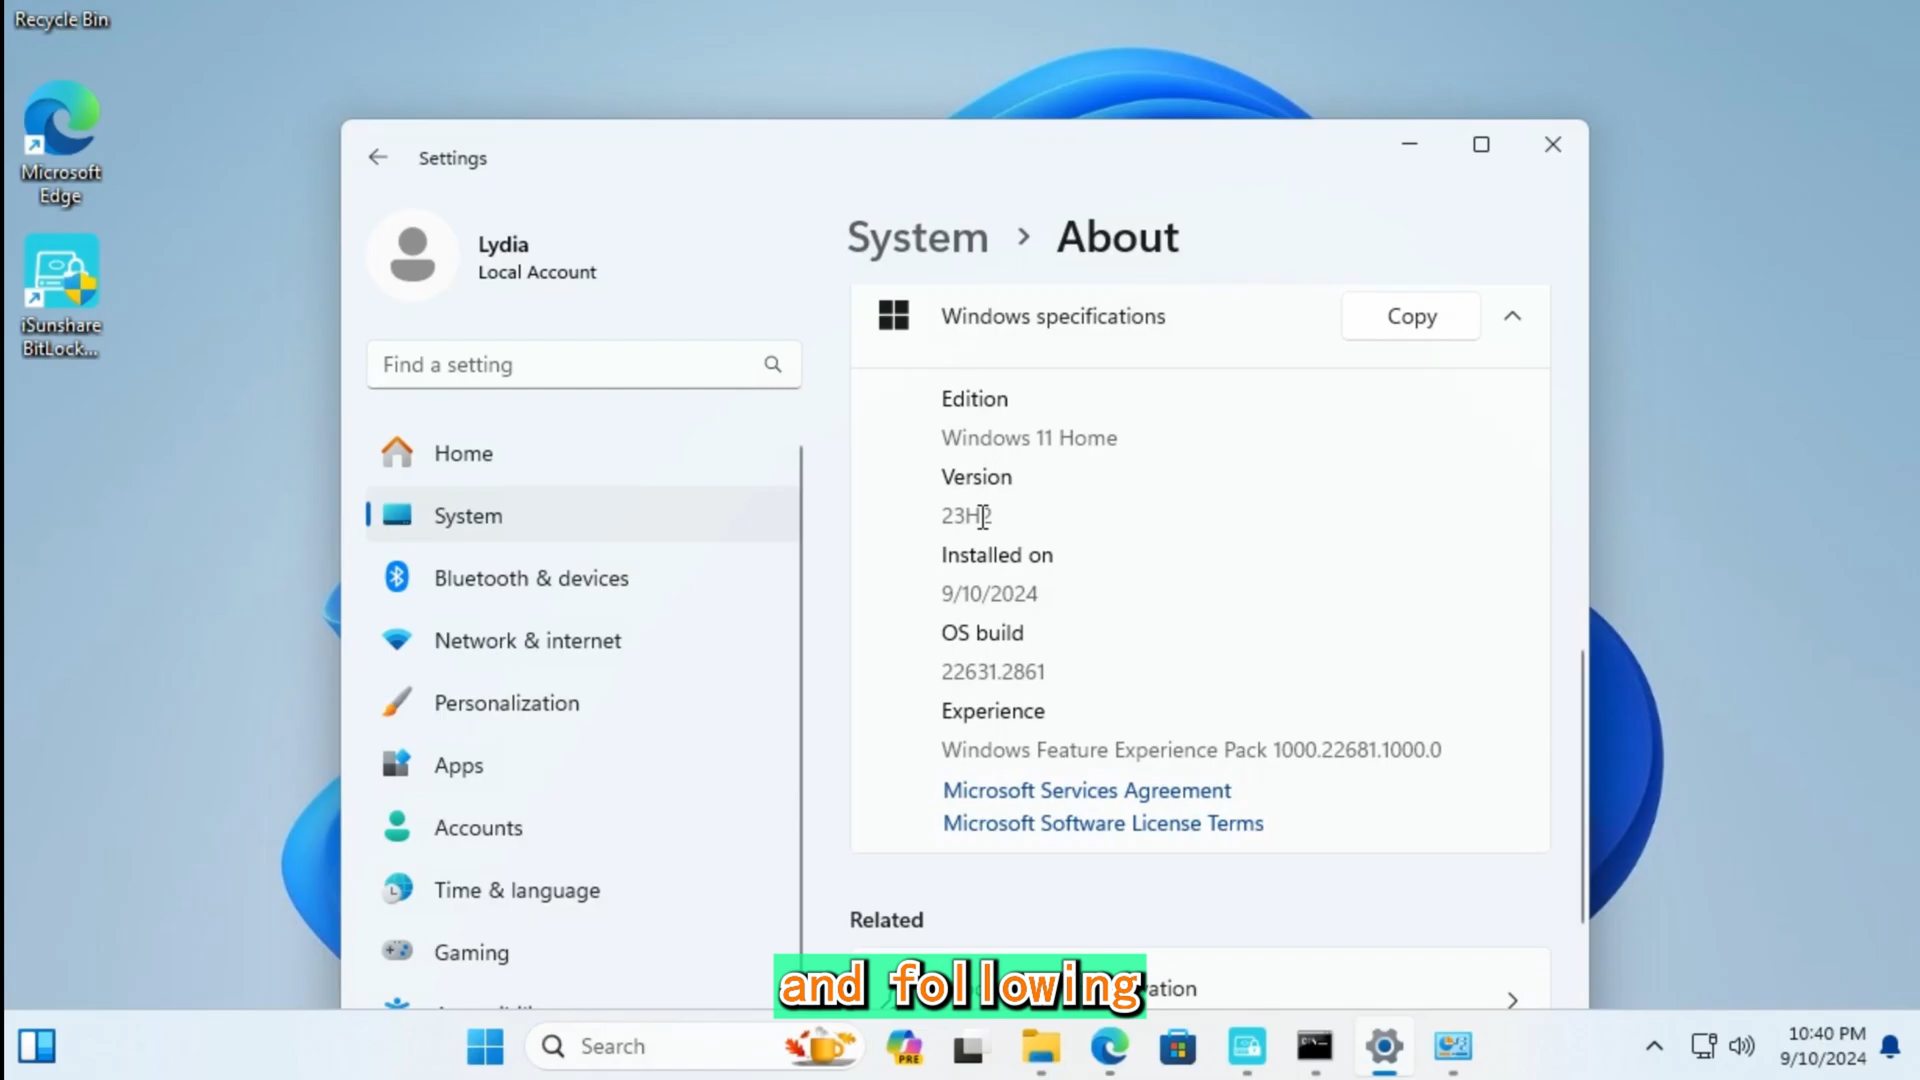 Recycle Bin
Microsoft
Edge
iSunshare
BitLock...
Settings
Lydia
Local Account
Find a setting
Home
System
Bluetooth & devices
Network & internet
Personalization
Apps
Accounts
Time & language
Gaming
System > About
Windows specifications
Copy
Edition
Windows 11 Home
Version
23H2
Installed on
9/10/2024
OS build
22631.2861
Experience
Windows Feature Experience Pack 1000.22681.1000.0
Microsoft Services Agreement
Microsoft Software License Terms
Related
and following
Search
PRE
10:40 PM
9/10/2024